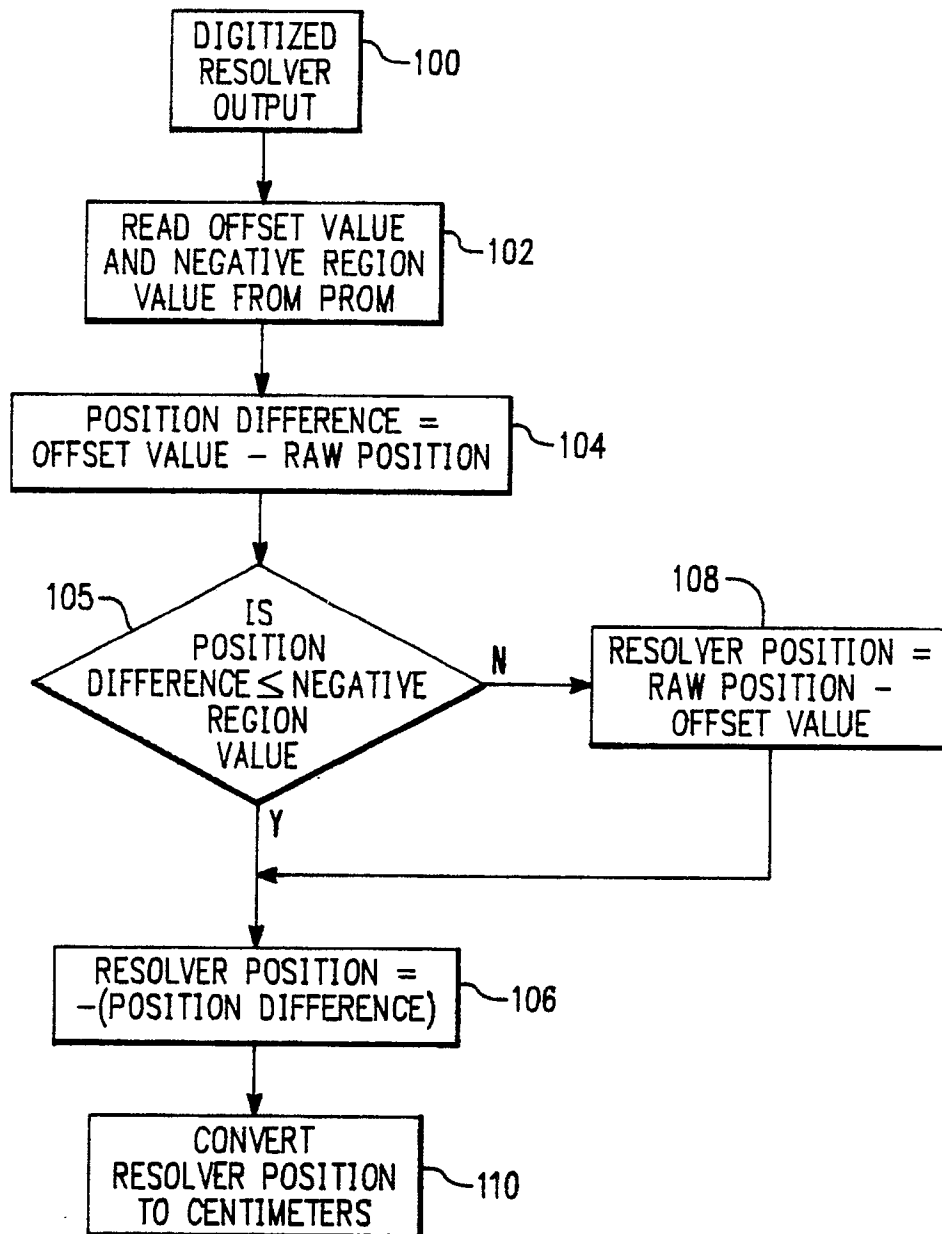 DIGITIZED
RESOLVER
OUTPUT
100
READ OFFSET VALUE
AND NEGATIVE REGION
VALUE FROM PROM
102
POSITION DIFFERENCE =
OFFSET VALUE - RAW POSITION
104
105
IS
POSITION
DIFFERENCE ≤ NEGATIVE
REGION
VALUE
N
Y
108
RESOLVER POSITION =
RAW POSITION -
OFFSET VALUE
RESOLVER POSITION =
-(POSITION DIFFERENCE)
106
CONVERT
RESOLVER POSITION
TO CENTIMETERS
110